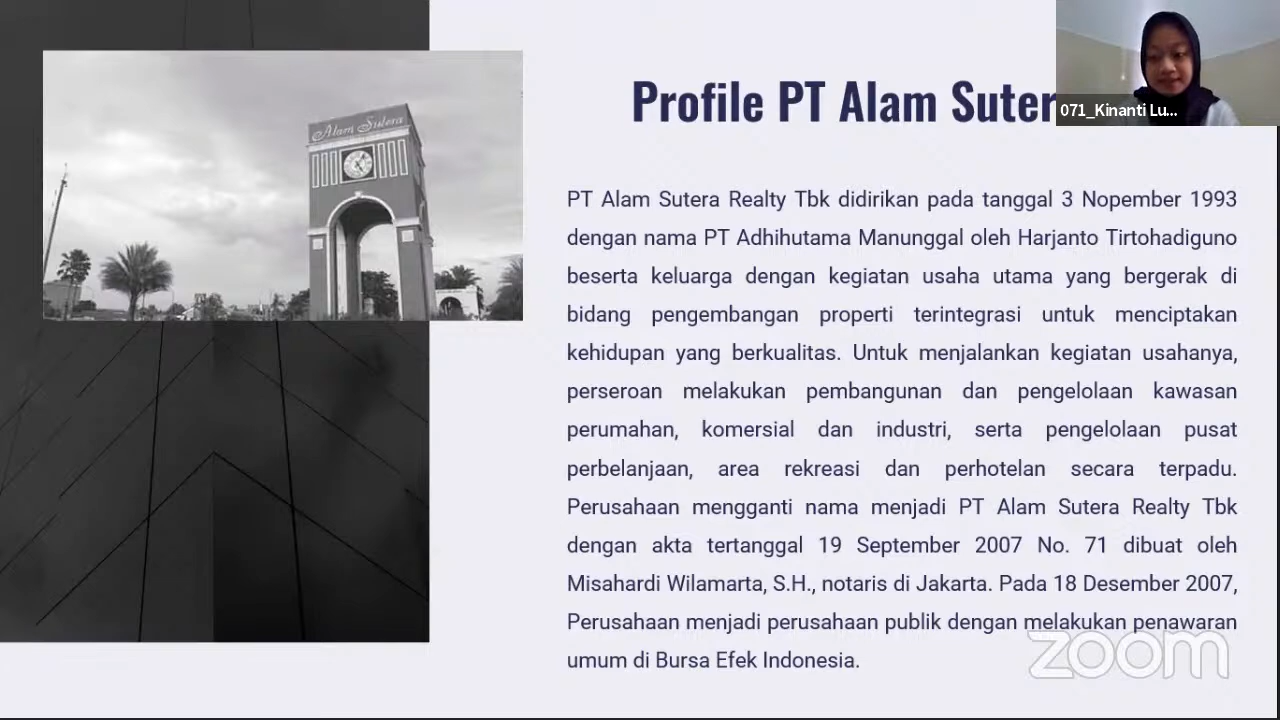 Profile PT Alam Suter
071_Kinanti Lu...
Alam Sutera
PT Alam Sutera Realty Tbk didirikan pada tanggal 3 Nopember 1993
dengan nama PT Adhihutama Manunggal oleh Harjanto Tirtohadiguno
beserta keluarga dengan kegiatan usaha utama yang bergerak di
bidang pengembangan properti terintegrasi untuk menciptakan
kehidupan yang berkualitas. Untuk menjalankan kegiatan usahanya,
perseroan melakukan pembangunan dan pengelolaan kawasan
perumahan, komersial dan industri, serta pengelolaan pusat
perbelanjaan, area rekreasi dan perhotelan secara terpadu.
Perusahaan mengganti nama menjadi PT Alam Sutera Realty Tbk
dengan akta tertanggal 19 September 2007 No. 71 dibuat oleh
Misahardi Wilamarta, S.H., notaris di Jakarta. Pada 18 Desember 2007,
Perusahaan menjadi perusahaan publik dengan melakukan penawaran
umum di Bursa Efek Indonesia.
zoom